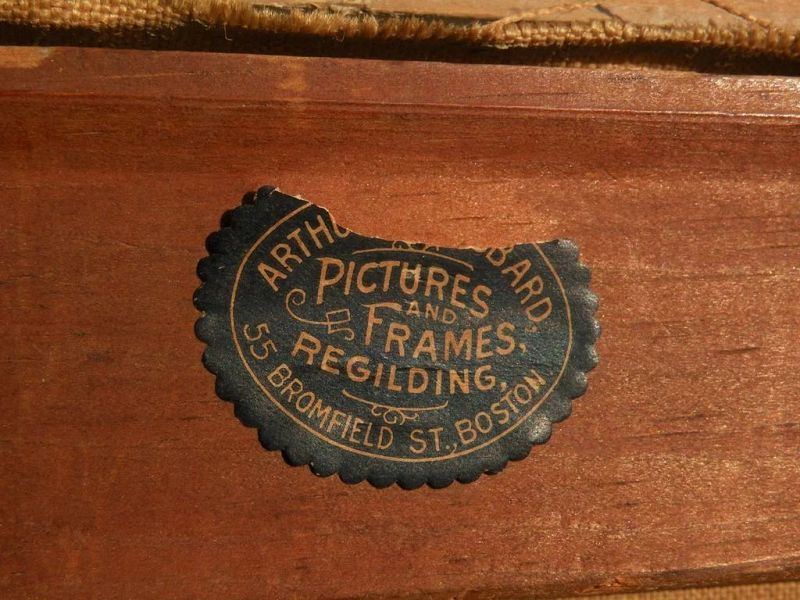 ARTHU BARD,
PICTURES
AND
FRAMES,
REGILDING,
55 BROMFIELD ST., BOSTON